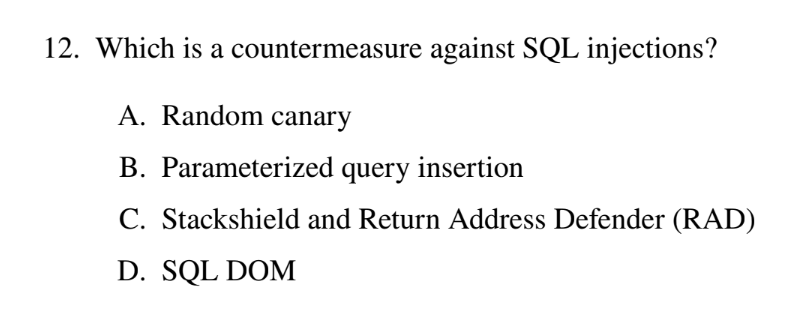 12. Which is a countermeasure against SQL injections?
A. Random canary
B. Parameterized query insertion
C. Stackshield and Return Address Defender (RAD)
D. SQL DOM